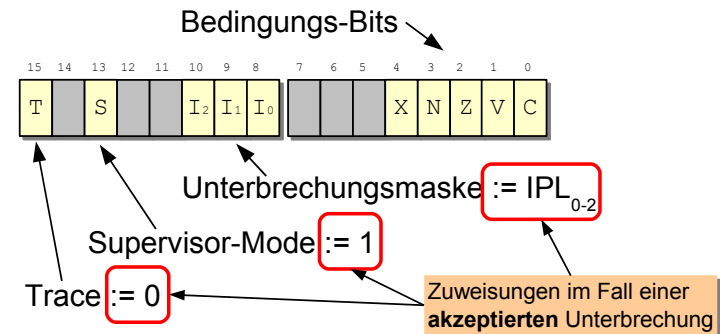 Bedingungs-Bits
15 14 13 12 11 10 9 8 7 6 5 4 3 2 1 0
T S I₂ I₁ I₀ X N Z V C
Unterbrechungsmaske := IPL₀₋₂
Supervisor-Mode := 1
Trace := 0
Zuweisungen im Fall einer
akzeptierten Unterbrechung